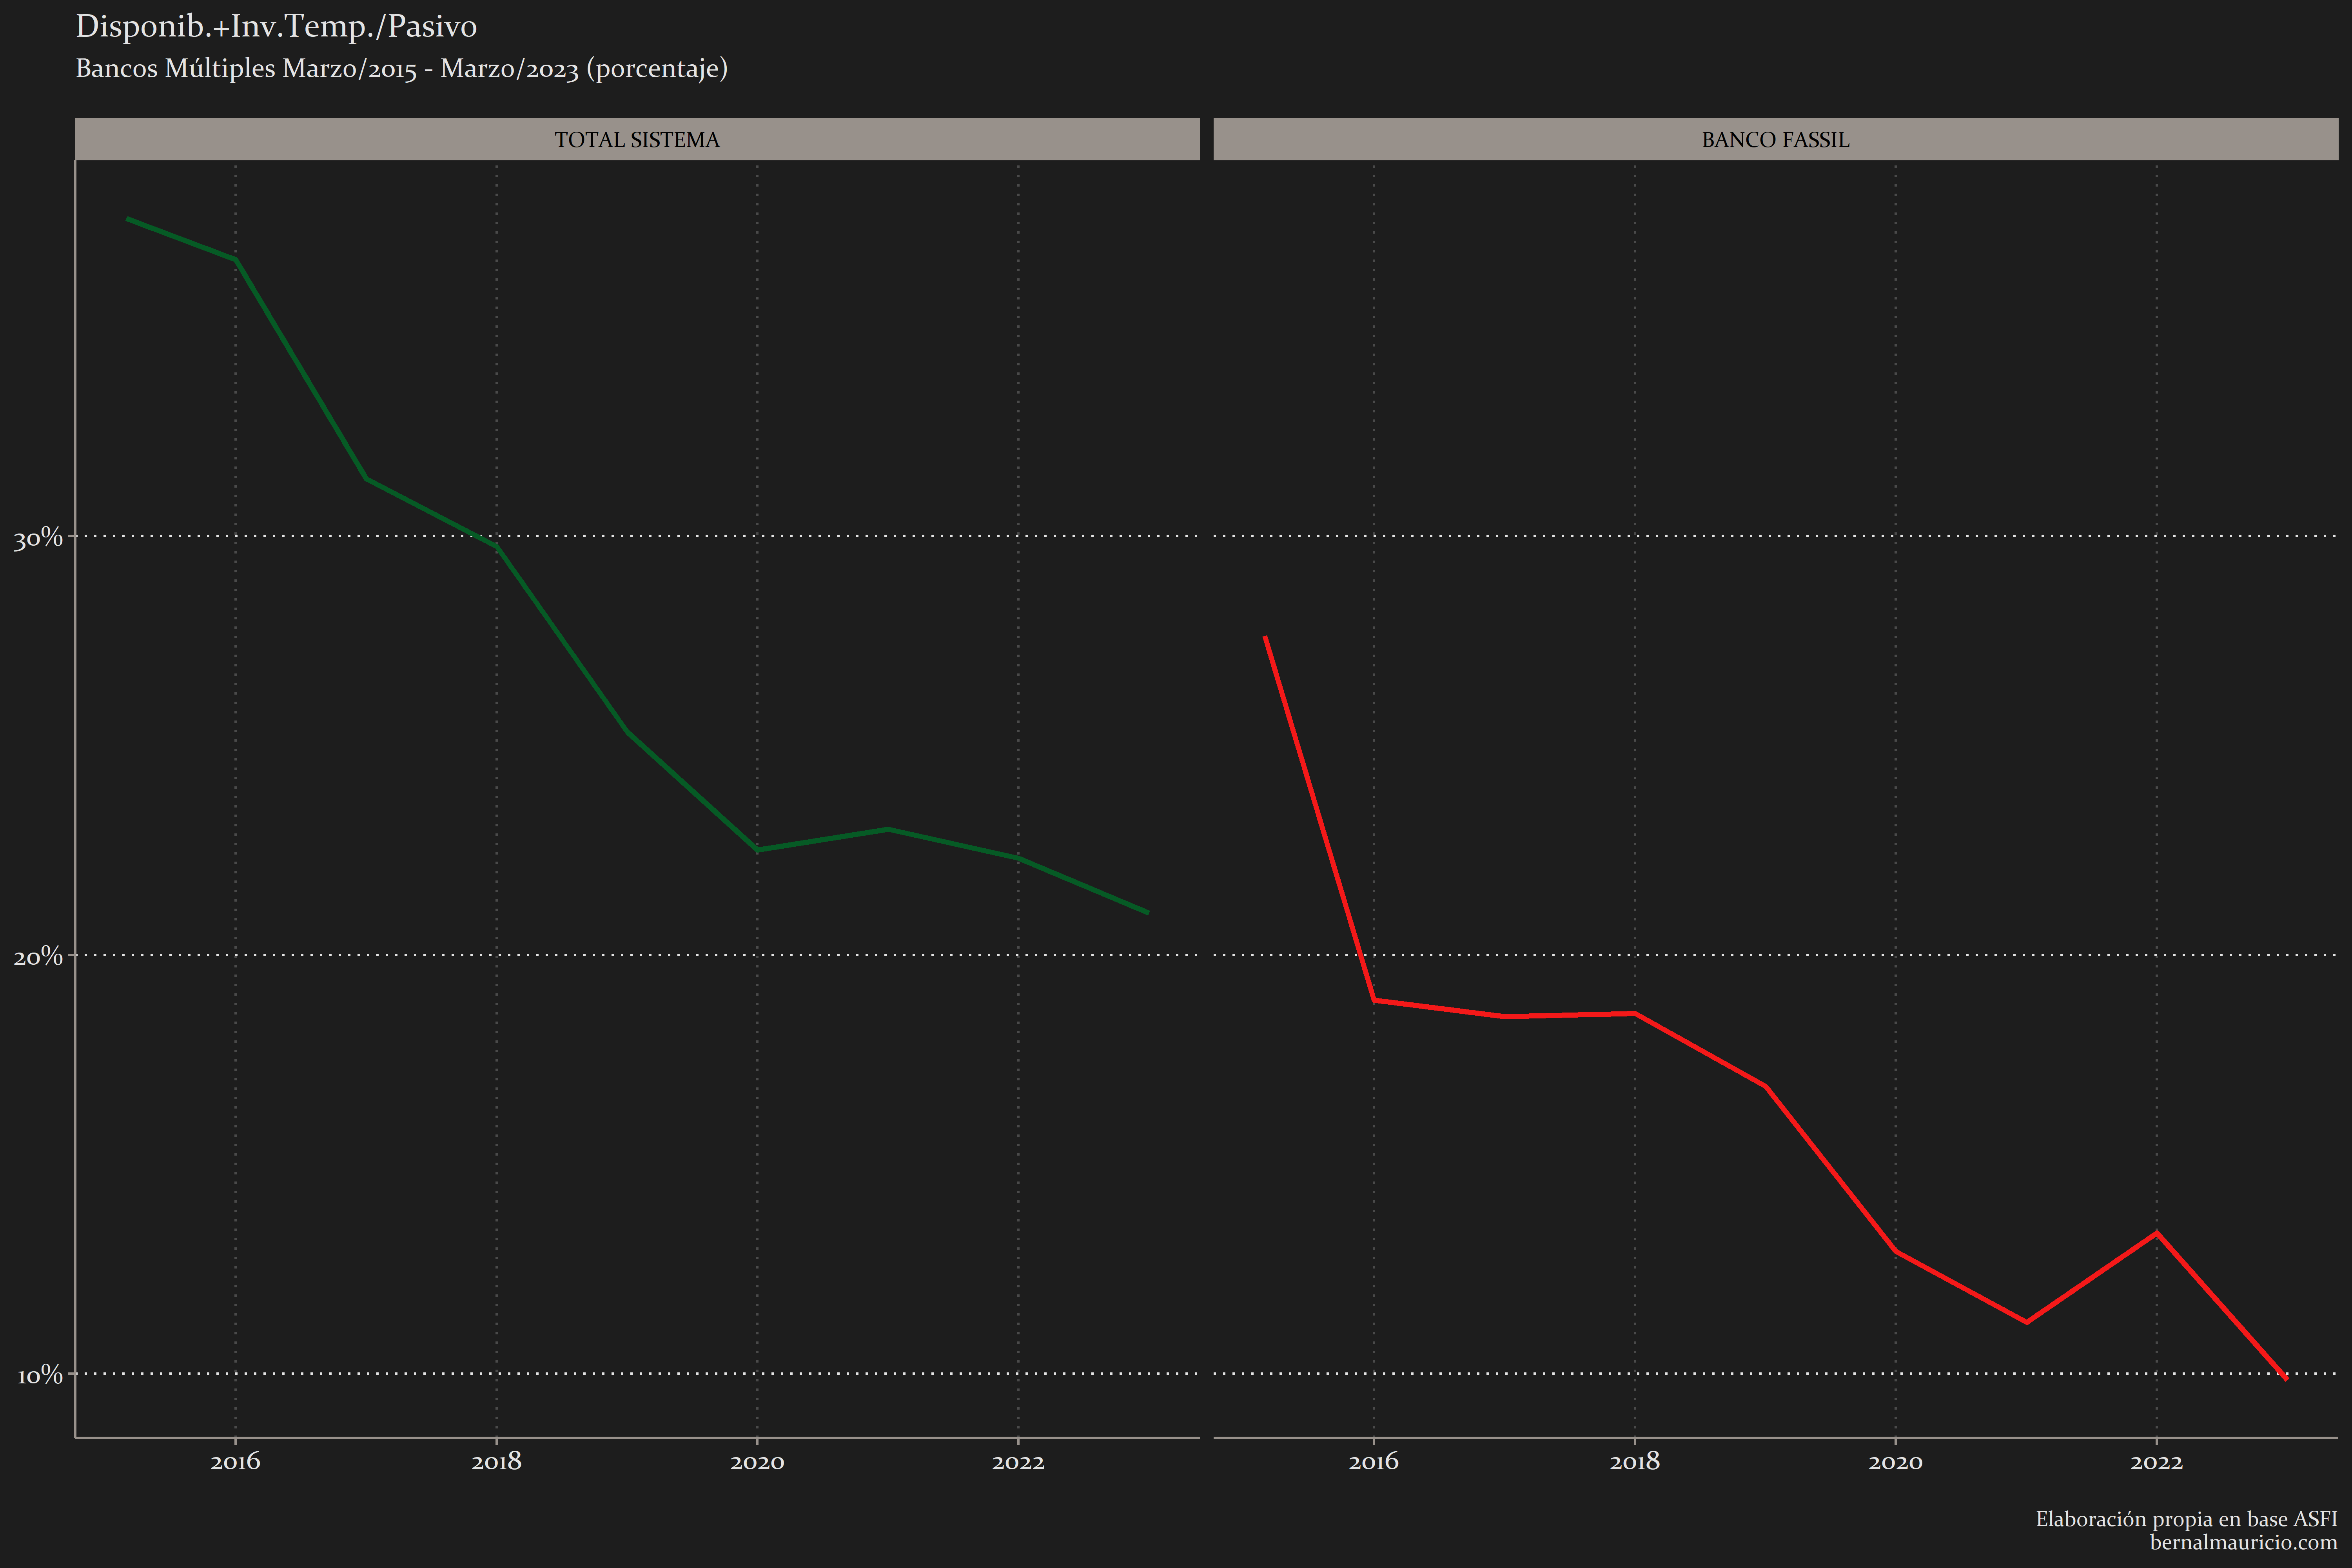 Disponib.+Inv.Temp./Pasivo
Bancos Múltiples Marzo/2015 - Marzo/2023 (porcentaje)
TOTAL SISTEMA
BANCO FASSIL
30%
20%
10%
2016
2018
2020
2022
2016
2018
2020
2022
Elaboración propia en base ASFI
bernalmauricio.com